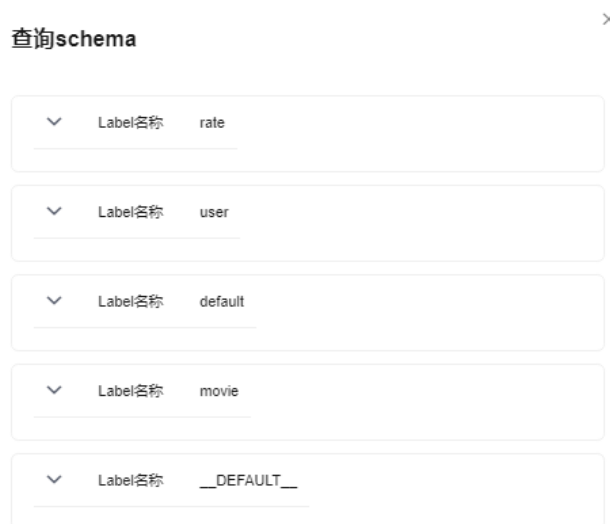 查询schema
Label名称 rate
Label名称 user
Label名称 default
Label名称 movie
Label名称 __DEFAULT__